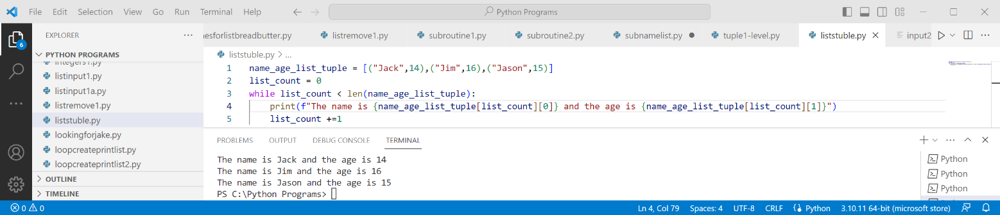 File Edit Selection View Go Run Terminal Help Python Programs
EXPLORER
nesforlistbreadbutter.py listremove1.py subroutine1.py subroutine2.py subnamelist.py tuple1-level.py liststuble.py input2
PYTHON PROGRAMS
integers1.py
listinput1.py
listinput1a.py
listremove1.py
liststuble.py
lookingforjake.py
loopcreateprintlist.py
loopcreateprintlist2.py
OUTLINE
TIMELINE
6
liststuble.py > ...
1 name_age_list_tuple = [("Jack",14),("Jim",16),("Jason",15)]
2 list_count = 0
3 while list_count < len(name_age_list_tuple):
4 print(f"The name is {name_age_list_tuple[list_count][0]} and the age is {name_age_list_tuple[list_count][1]}")
5 list_count +=1
PROBLEMS OUTPUT DEBUG CONSOLE TERMINAL
The name is Jack and the age is 14
The name is Jim and the age is 16
The name is Jason and the age is 15
PS C:\Python Programs>
Python
Python
Python
0 0 Ln 4, Col 79 Spaces: 4 UTF-8 CRLF Python 3.10.11 64-bit (microsoft store)